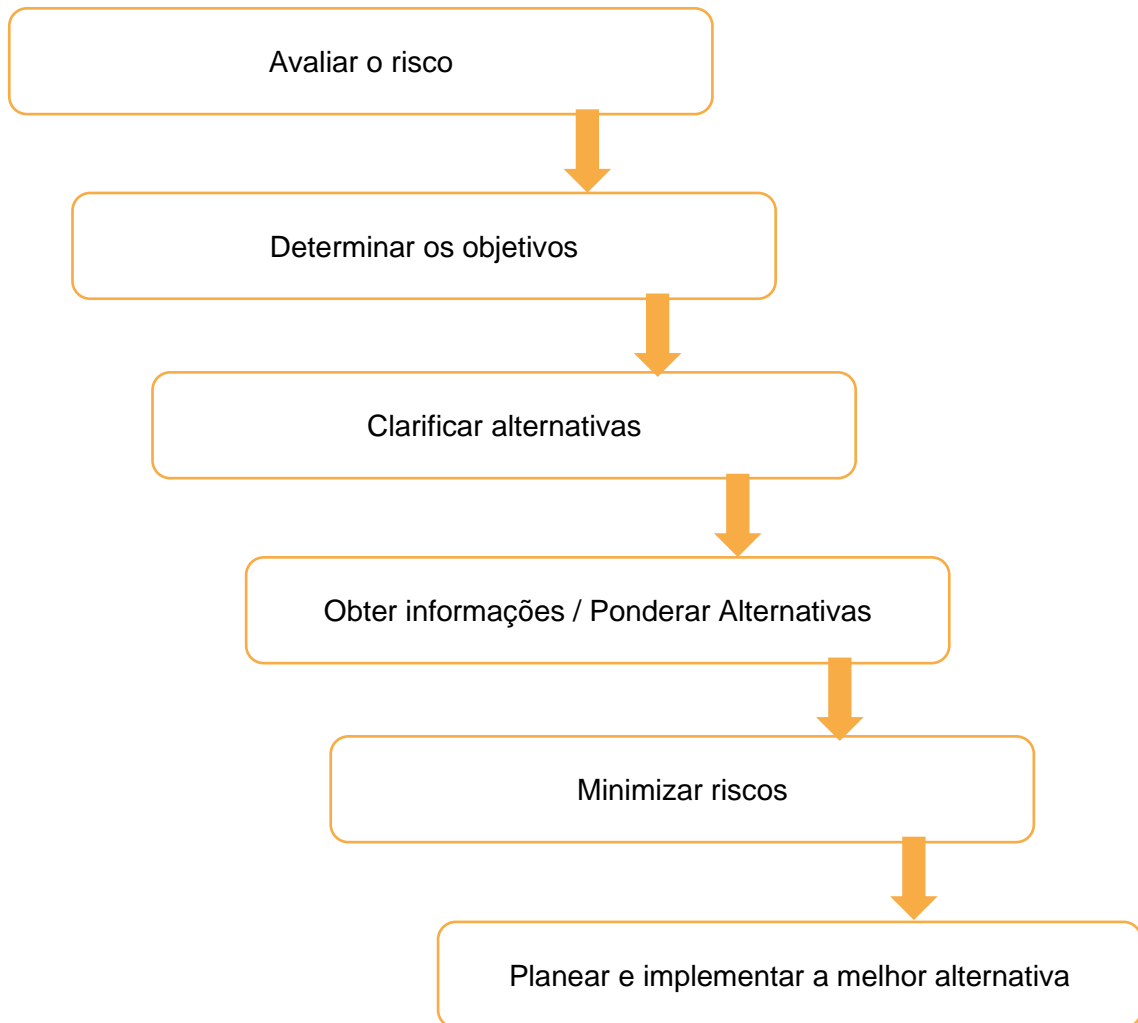 Avaliar o risco
Determinar os objetivos
Clarificar alternativas
Obter informações / Ponderar Alternativas
Minimizar riscos
Planear e implementar a melhor alternativa